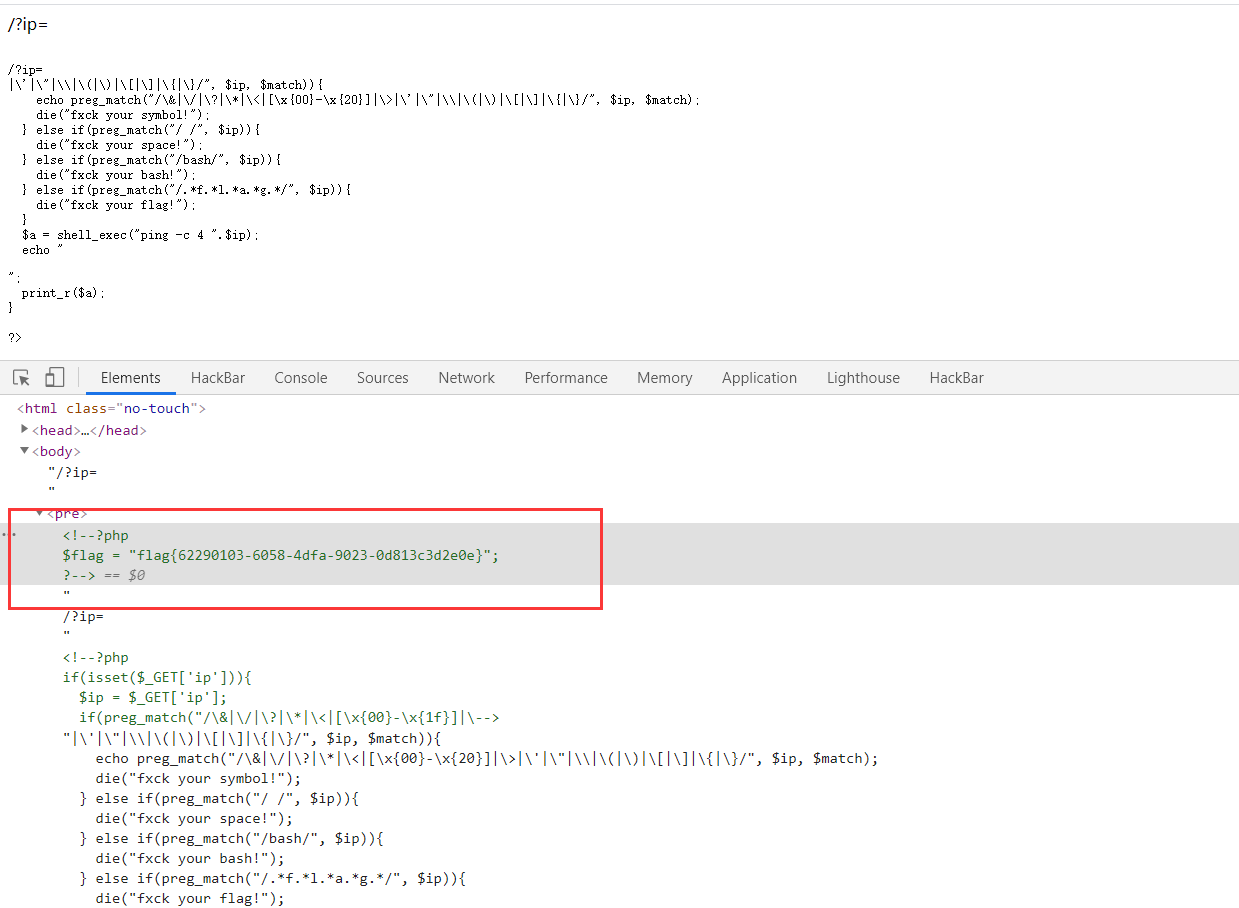 /?ip=
/?ip=
|\'|\"|\\|\(|\)|\[|\]|\{|\}/", $ip, $match)){
    echo preg_match("/\&|\/|\?|\*|\<|[\x{00}-\x{20}]|\>|\'|\"|\\|\(|\)|\[|\]|\{|\}/", $ip, $match);
    die("fxck your symbol!");
  } else if(preg_match("/ /", $ip)){
    die("fxck your space!");
  } else if(preg_match("/bash/", $ip)){
    die("fxck your bash!");
  } else if(preg_match("/.*f.*l.*a.*g.*/", $ip)){
    die("fxck your flag!");
  }
  $a = shell_exec("ping -c 4 ".$ip);
  echo "
";
  print_r($a);
}
?>
Elements HackBar Console Sources Network Performance Memory Application Lighthouse HackBar
<html class="no-touch">
<head>…</head>
<body>
"/?ip=
"
<pre>
<!--?php
$flag = "flag{62290103-6058-4dfa-9023-0d813c3d2e0e}";
?--> == $0
"
/?ip=
"
<!--?php
if(isset($_GET['ip'])){
  $ip = $_GET['ip'];
  if(preg_match("/\&|\/|\?|\*|\<|[\x{00}-\x{1f}]|\-->
"|\'|\"|\\|\(|\)|\[|\]|\{|\}/", $ip, $match)){
    echo preg_match("/\&|\/|\?|\*|\<|[\x{00}-\x{20}]|\>|\'|\"|\\|\(|\)|\[|\]|\{|\}/", $ip, $match);
    die("fxck your symbol!");
  } else if(preg_match("/ /", $ip)){
    die("fxck your space!");
  } else if(preg_match("/bash/", $ip)){
    die("fxck your bash!");
  } else if(preg_match("/.*f.*l.*a.*g.*/", $ip)){
    die("fxck your flag!");